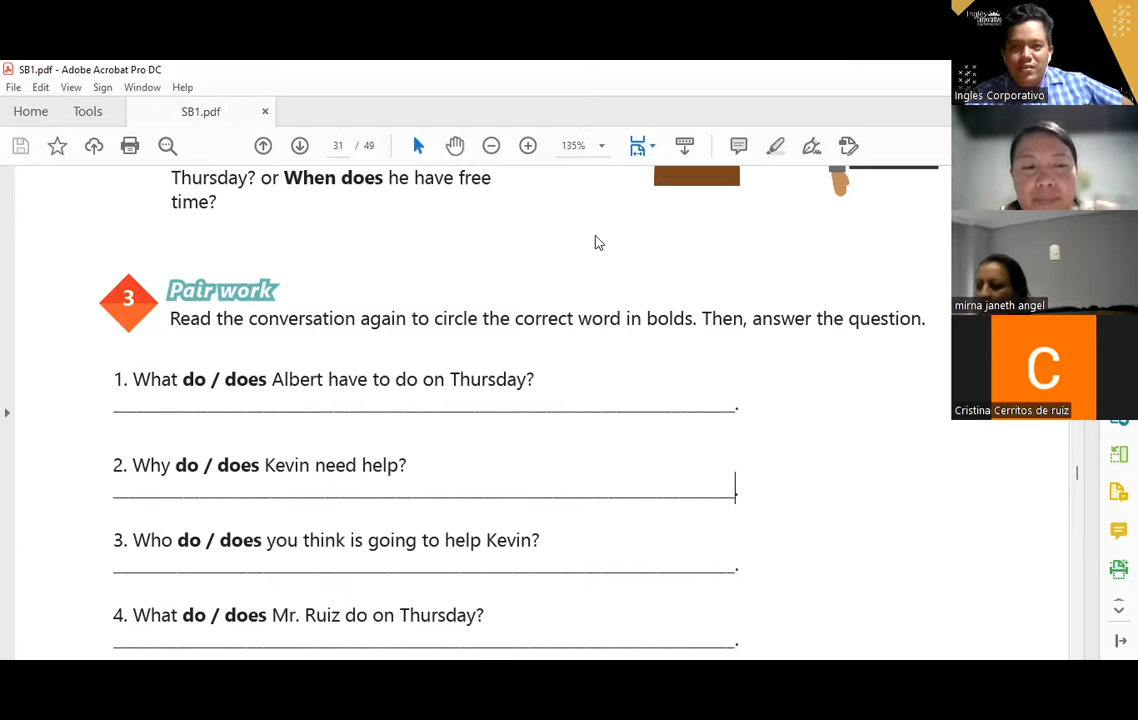 SB1.pdf - Adobe Acrobat Pro DC
File Edit View Sign Window Help
Home Tools SB1.pdf ×
31 / 49 135%
Thursday? or When does he have free
time?
3 Pair work
Read the conversation again to circle the correct word in bolds. Then, answer the question.
1. What do / does Albert have to do on Thursday?
2. Why do / does Kevin need help?
3. Who do / does you think is going to help Kevin?
4. What do / does Mr. Ruiz do on Thursday?
Inglés
Corporativo
Ingles Corporativo
mirna janeth angel
C
Cristina Cerritos de ruiz